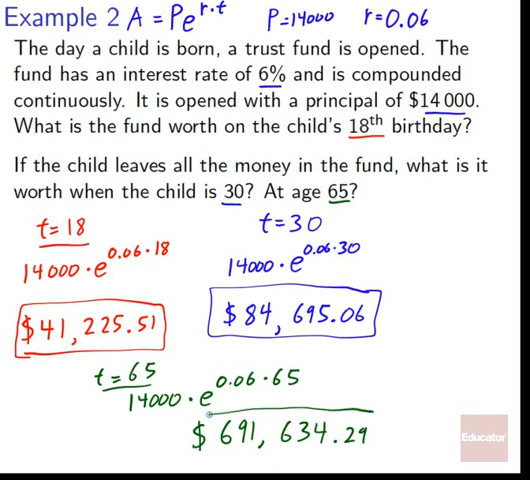 Example 2 A = Pe^r·t P=14000 r=0.06
The day a child is born, a trust fund is opened. The
fund has an interest rate of 6% and is compounded
continuously. It is opened with a principal of $14 000.
What is the fund worth on the child's 18th birthday?
If the child leaves all the money in the fund, what is it
worth when the child is 30? At age 65?
t=18
t=30
14000·e^0.06·18
14000·e^0.06·30
$41,225.51
$84,695.06
t=65
14000·e^0.06·65
$691,634.29
Educator